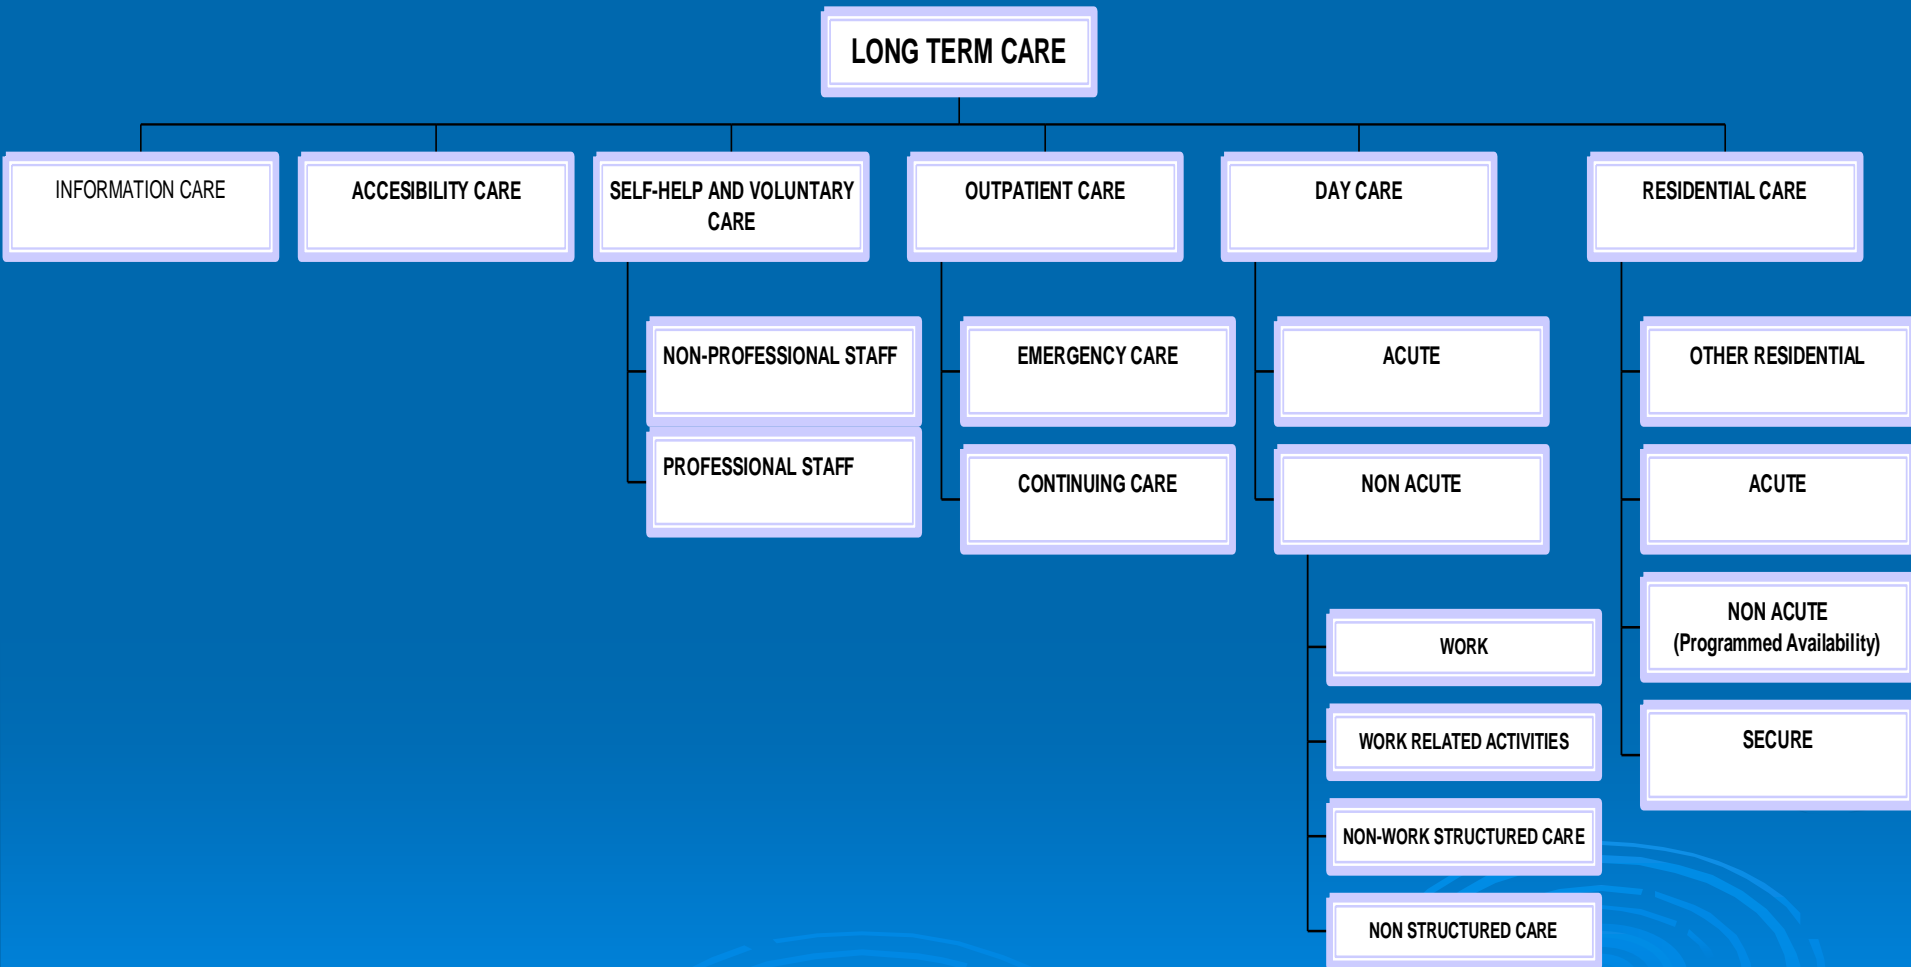 LONG TERM CARE
INFORMATION CARE
ACCESIBILITY CARE
SELF-HELP AND VOLUNTARY
CARE
OUTPATIENT CARE
DAY CARE
RESIDENTIAL CARE
NON-PROFESSIONAL STAFF
PROFESSIONAL STAFF
EMERGENCY CARE
CONTINUING CARE
ACUTE
NON ACUTE
WORK
WORK RELATED ACTIVITIES
NON-WORK STRUCTURED CARE
NON STRUCTURED CARE
OTHER RESIDENTIAL
ACUTE
NON ACUTE
(Programmed Availability)
SECURE